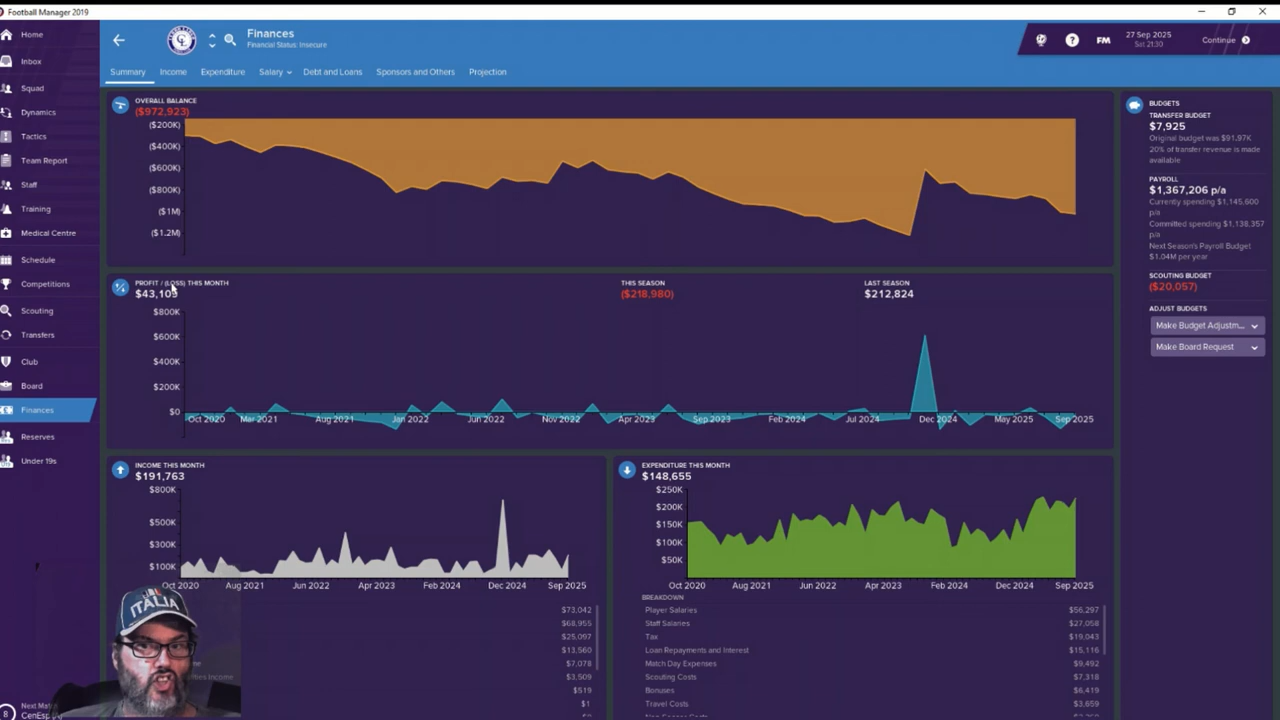 Football Manager 2019
Home
Inbox
Squad
Dynamics
Tactics
Team Report
Staff
Training
Medical Centre
Schedule
Competitions
Scouting
Transfers
Club
Board
Finances
Reserves
Under 19s
Finances
Financial Status: Insecure
FM
27 Sep 2025
Sat 21:30
Continue
Summary
Income
Expenditure
Salary
Debt and Loans
Sponsors and Others
Projection
OVERALL BALANCE
($972,923)
($200K)
($400K)
($600K)
($800K)
($1M)
($1.2M)
PROFIT / (LOSS) THIS MONTH
$43,109
THIS SEASON
($218,980)
LAST SEASON
$212,824
$800K
$600K
$400K
$200K
$0
Oct 2020 Mar 2021 Aug 2021 Jan 2022 Jun 2022 Nov 2022 Apr 2023 Sep 2023 Feb 2024 Jul 2024 Dec 2024 May 2025 Sep 2025
INCOME THIS MONTH
$191,763
$800K
$500K
$300K
$100K
Oct 2020 Aug 2021 Jun 2022 Apr 2023 Feb 2024 Dec 2024 Sep 2025
$73,042
$68,955
$25,097
$13,560
$7,078
$3,509
$519
$1
EXPENDITURE THIS MONTH
$148,655
$250K
$200K
$150K
$100K
$50K
Oct 2020 Aug 2021 Jun 2022 Apr 2023 Feb 2024 Dec 2024 Sep 2025
BREAKDOWN
Player Salaries $56,297
Staff Salaries $27,058
Tax $19,043
Loan Repayments and Interest $15,116
Match Day Expenses $9,492
Scouting Costs $7,318
Bonuses $6,419
Travel Costs $3,659
BUDGETS
TRANSFER BUDGET
$7,925
Original budget was $91.97K
20% of transfer revenue is made
available
PAYROLL
$1,367,206 p/a
Currently spending $1,145,600
p/a
Committed spending $1,138,357
p/a
Next Season's Payroll Budget
$1.04M per year
SCOUTING BUDGET
($20,057)
ADJUST BUDGETS
Make Budget Adjustm...
Make Board Request
ITALIA
Income
8
Next Mat
CenEsp